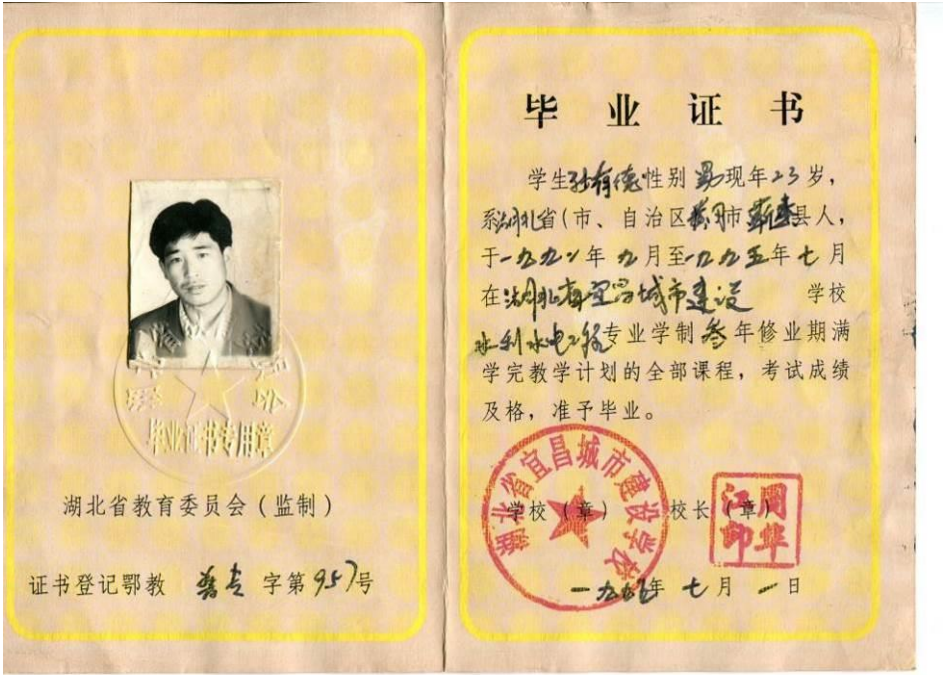 毕业证书专用章
湖北省教育委员会(监制)
证书登记鄂教 字第957号
毕业证书
学生孙有德性别男现年23岁,
系湖北省(市、自治区黄冈市蕲春县人,
于一九九二年九月至一九九五年七月
在湖北省宜昌城市建设 学校
水利水电工程专业学制叁年修业期满
学完教学计划的全部课程,考试成绩
及格,准予毕业。
湖北省宜昌城市建设学校
学校(章) 校长(章)
一九九五年七月一日